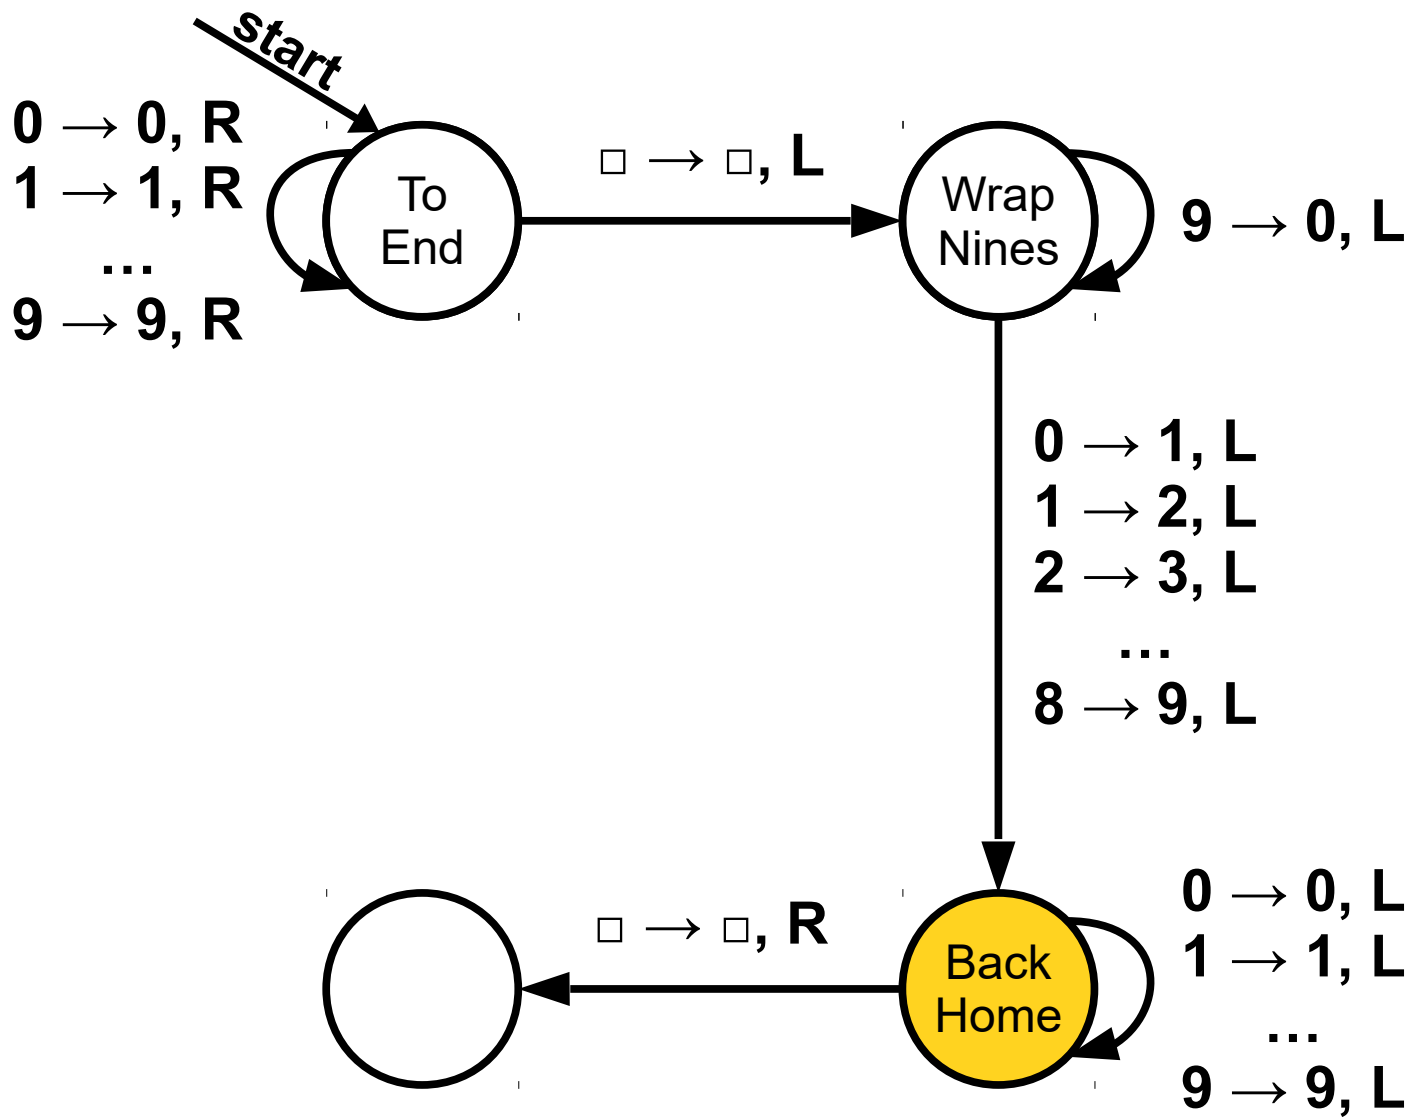 start
0 → 0, R
1 → 1, R
…
9 → 9, R
To
End
□ → □, L
Wrap
Nines
9 → 0, L
0 → 1, L
1 → 2, L
2 → 3, L
…
8 → 9, L
□ → □, R
Back
Home
0 → 0, L
1 → 1, L
…
9 → 9, L